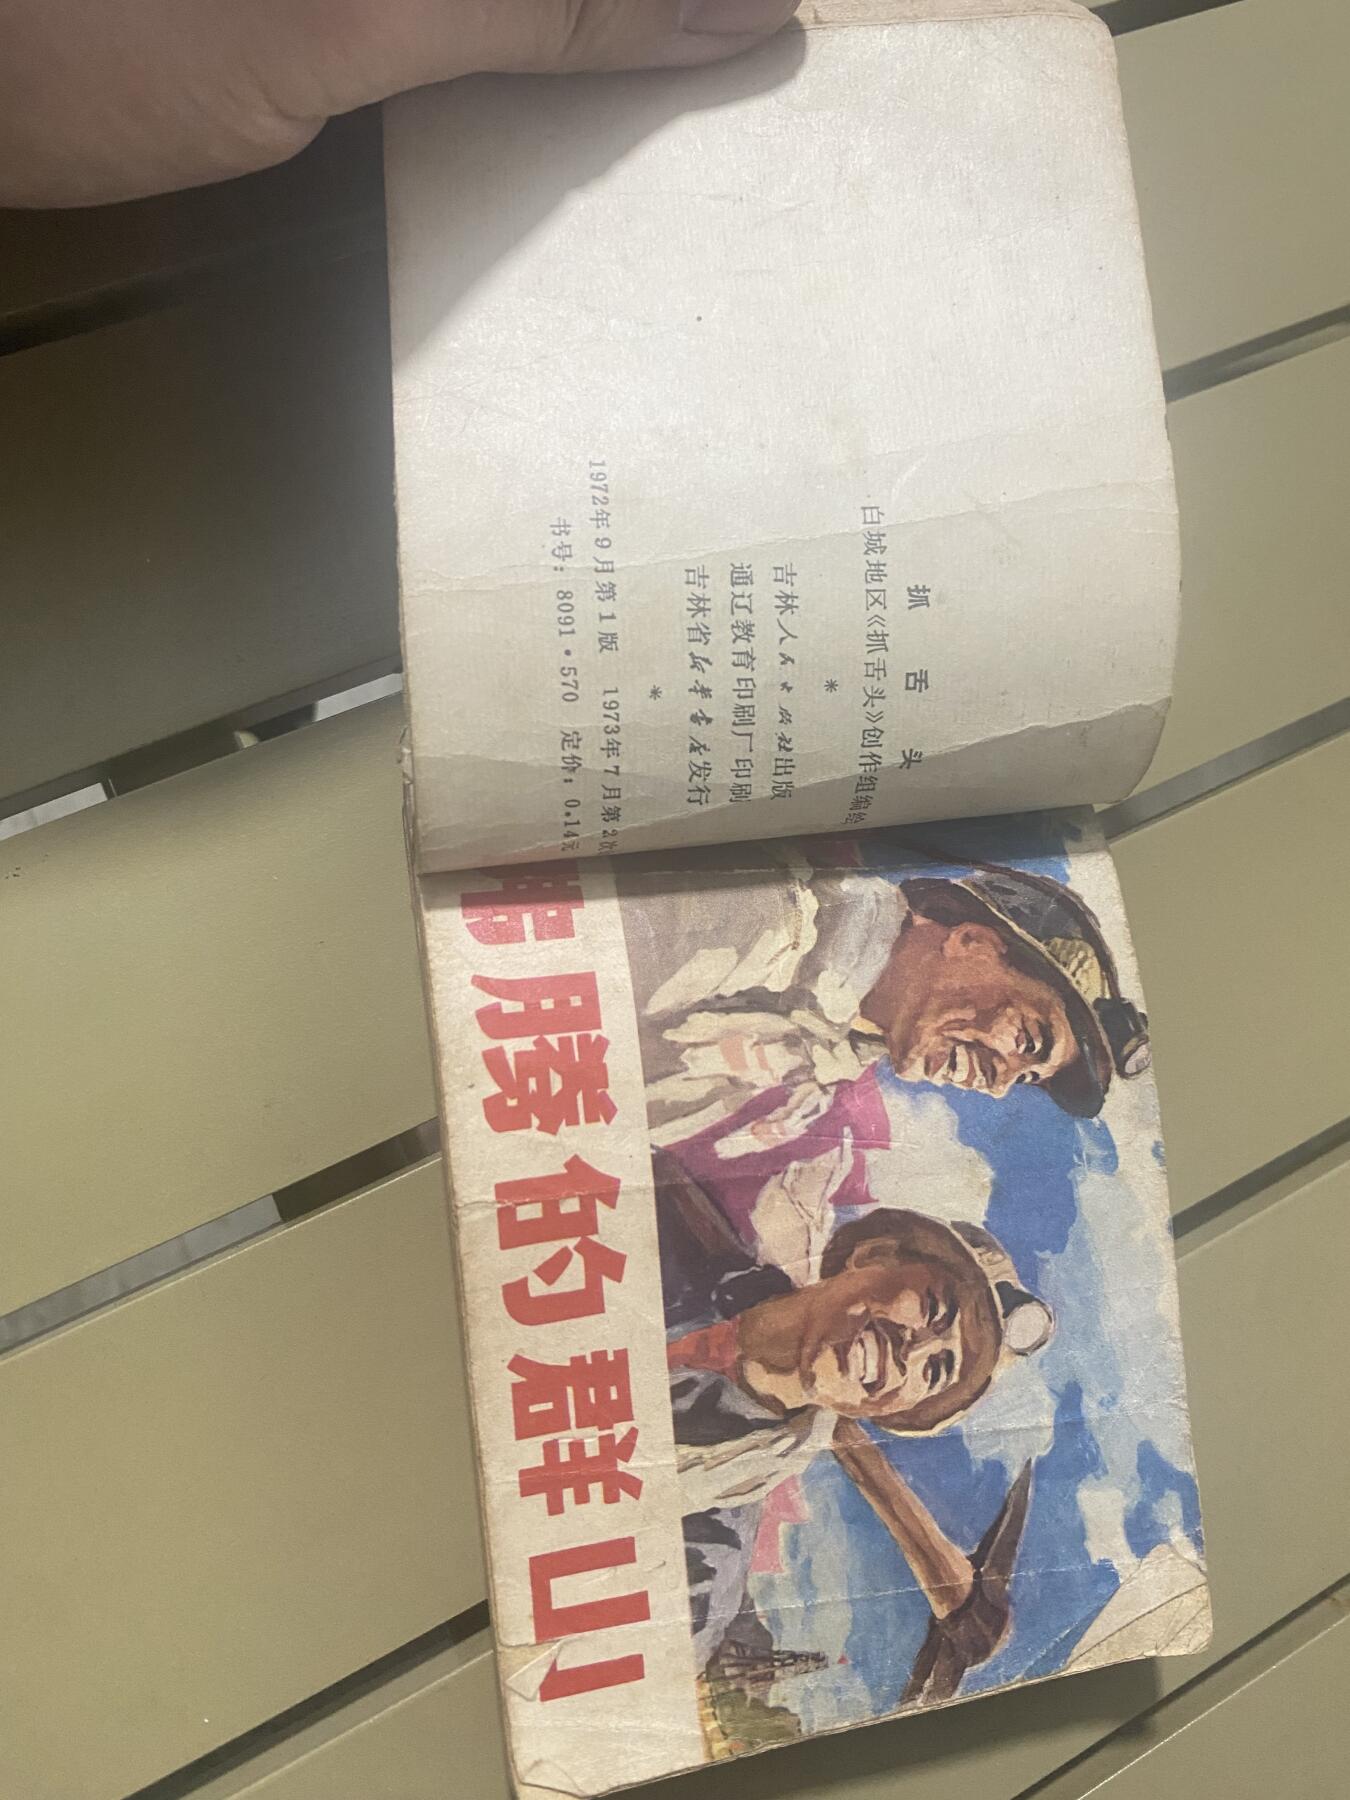 抓舌头
白城地区《抓舌头》创作组编绘
*
吉林人民出版社出版
通辽教育印刷厂印刷
吉林省新华书店发行
*
1972年9月第1版 1973年7月第2次
书号：8091·570 定价：0.14元
腾的群山